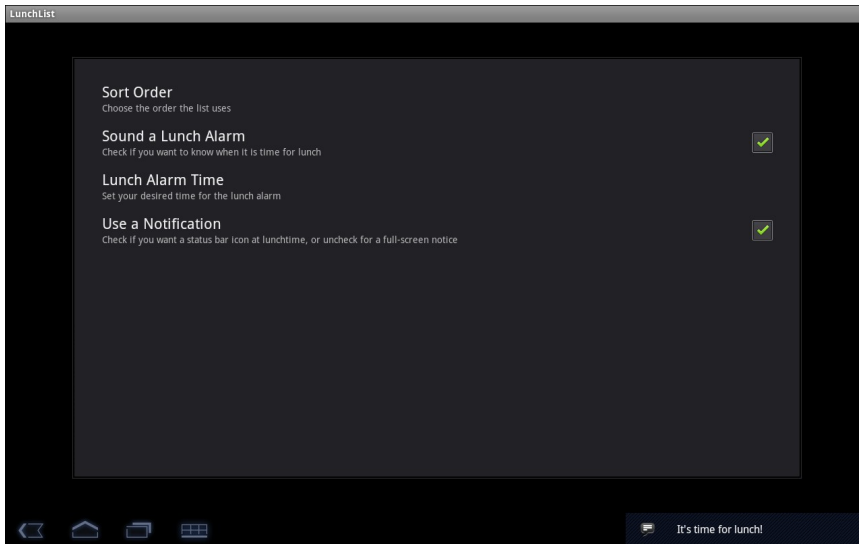 LunchList
Sort Order
Choose the order the list uses
Sound a Lunch Alarm
Check if you want to know when it is time for lunch
Lunch Alarm Time
Set your desired time for the lunch alarm
Use a Notification
Check if you want a status bar icon at lunchtime, or uncheck for a full-screen notice
It's time for lunch!